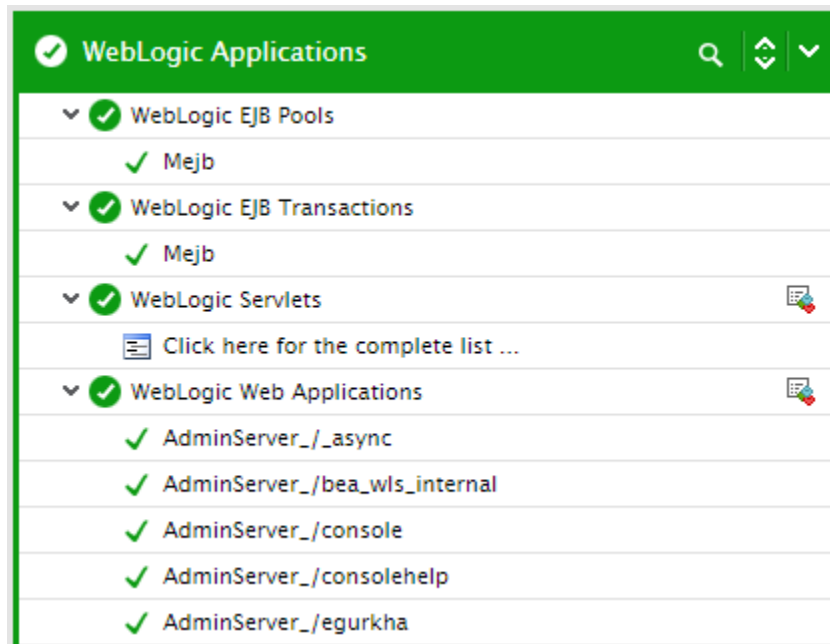 WebLogic Applications
WebLogic EJB Pools
Mejb
WebLogic EJB Transactions
Mejb
WebLogic Servlets
Click here for the complete list ...
WebLogic Web Applications
AdminServer_/_async
AdminServer_/bea_wls_internal
AdminServer_/console
AdminServer_/consolehelp
AdminServer_/egurkha